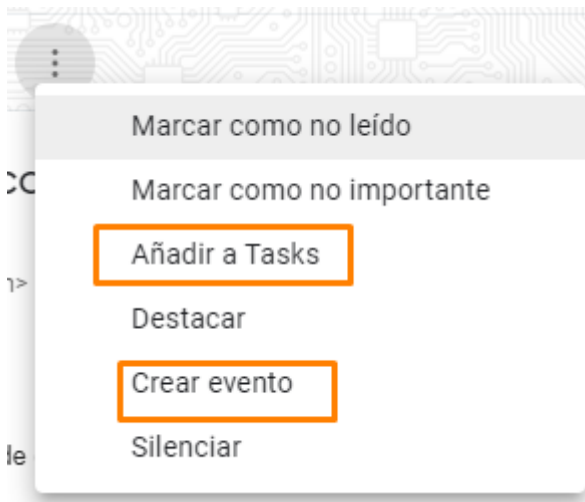 Marcar como no leído
Marcar como no importante
Añadir a Tasks
Destacar
Crear evento
Silenciar